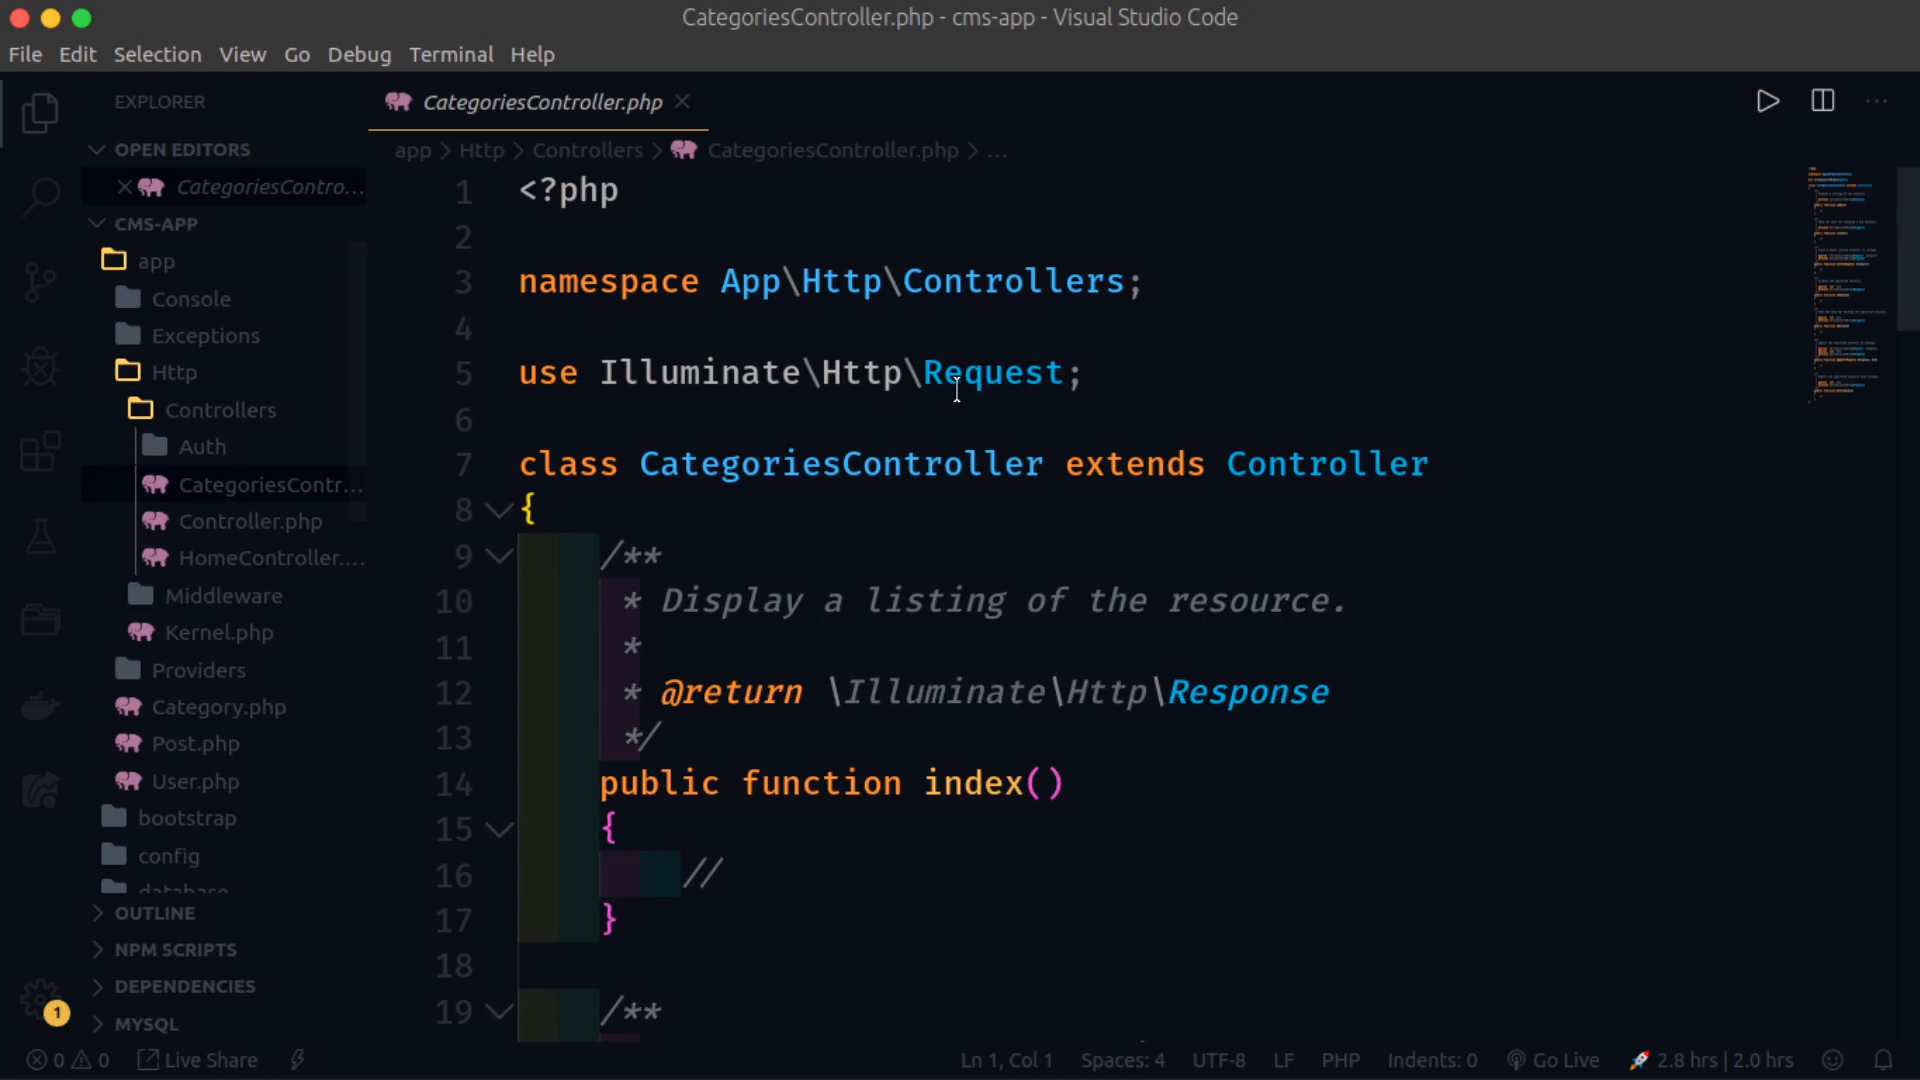 CategoriesController.php - cms-app - Visual Studio Code
File Edit Selection View Go Debug Terminal Help
EXPLORER
OPEN EDITORS
CategoriesContro...
CMS-APP
app
Console
Exceptions
Http
Controllers
Auth
CategoriesContr...
Controller.php
HomeController....
Middleware
Kernel.php
Providers
Category.php
Post.php
User.php
bootstrap
config
database
OUTLINE
NPM SCRIPTS
DEPENDENCIES
MYSQL
1
CategoriesController.php
app > Http > Controllers > CategoriesController.php > ...
1 <?php
2
3 namespace App\Http\Controllers;
4
5 use Illuminate\Http\Request;
6
7 class CategoriesController extends Controller
8 {
9 /**
10 * Display a listing of the resource.
11 *
12 * @return \Illuminate\Http\Response
13 */
14 public function index()
15 {
16 //
17 }
18
19 /**
0 0 Live Share Ln 1, Col 1 Spaces: 4 UTF-8 LF PHP Indents: 0 Go Live 2.8 hrs | 2.0 hrs